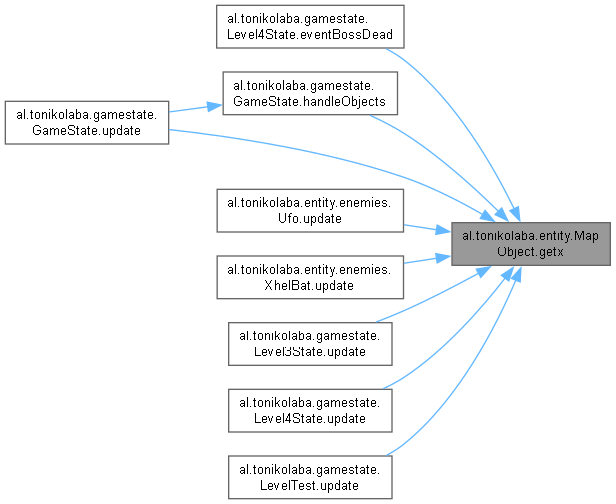 al.tonikolaba.gamestate.
Level4State.eventBossDead
al.tonikolaba.gamestate.
GameState.handleObjects
al.tonikolaba.gamestate.
GameState.update
al.tonikolaba.entity.enemies.
Ufo.update
al.tonikolaba.entity.Map
Object.getx
al.tonikolaba.entity.enemies.
XhelBat.update
al.tonikolaba.gamestate.
Level3State.update
al.tonikolaba.gamestate.
Level4State.update
al.tonikolaba.gamestate.
LevelTest.update